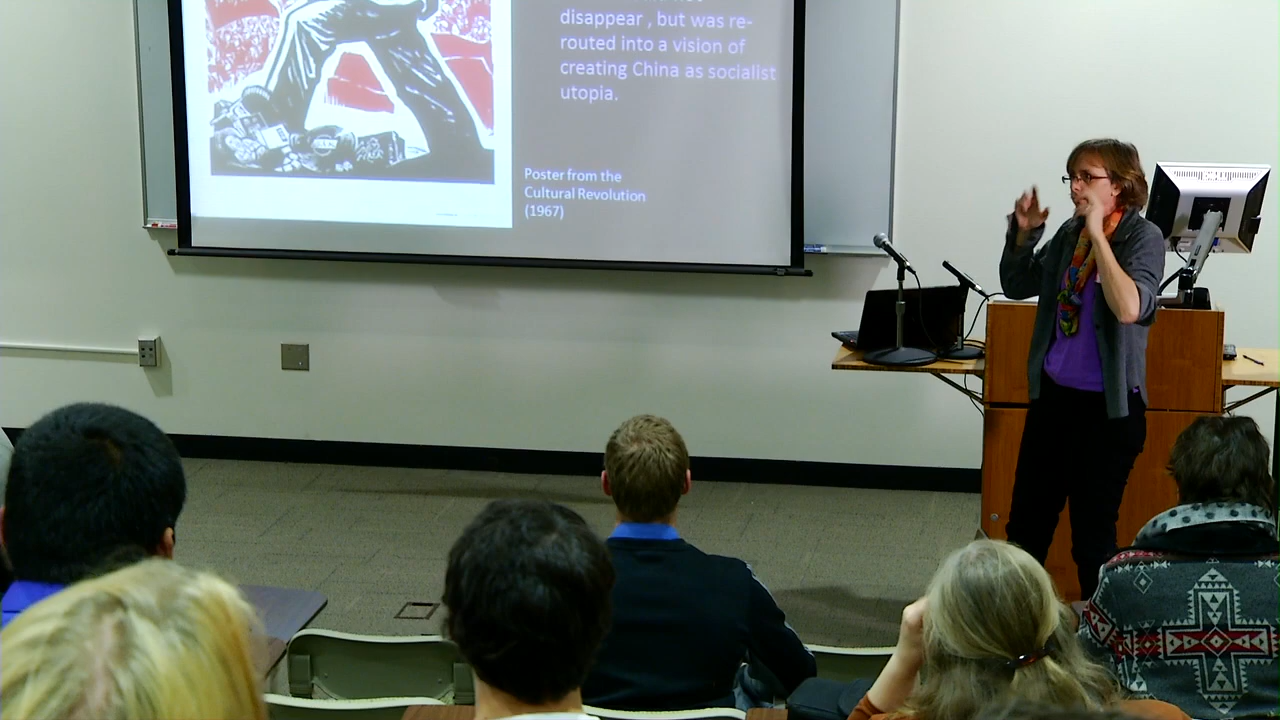 disappear , but was re-
routed into a vision of
creating China as socialist
utopia.
Poster from the
Cultural Revolution
(1967)